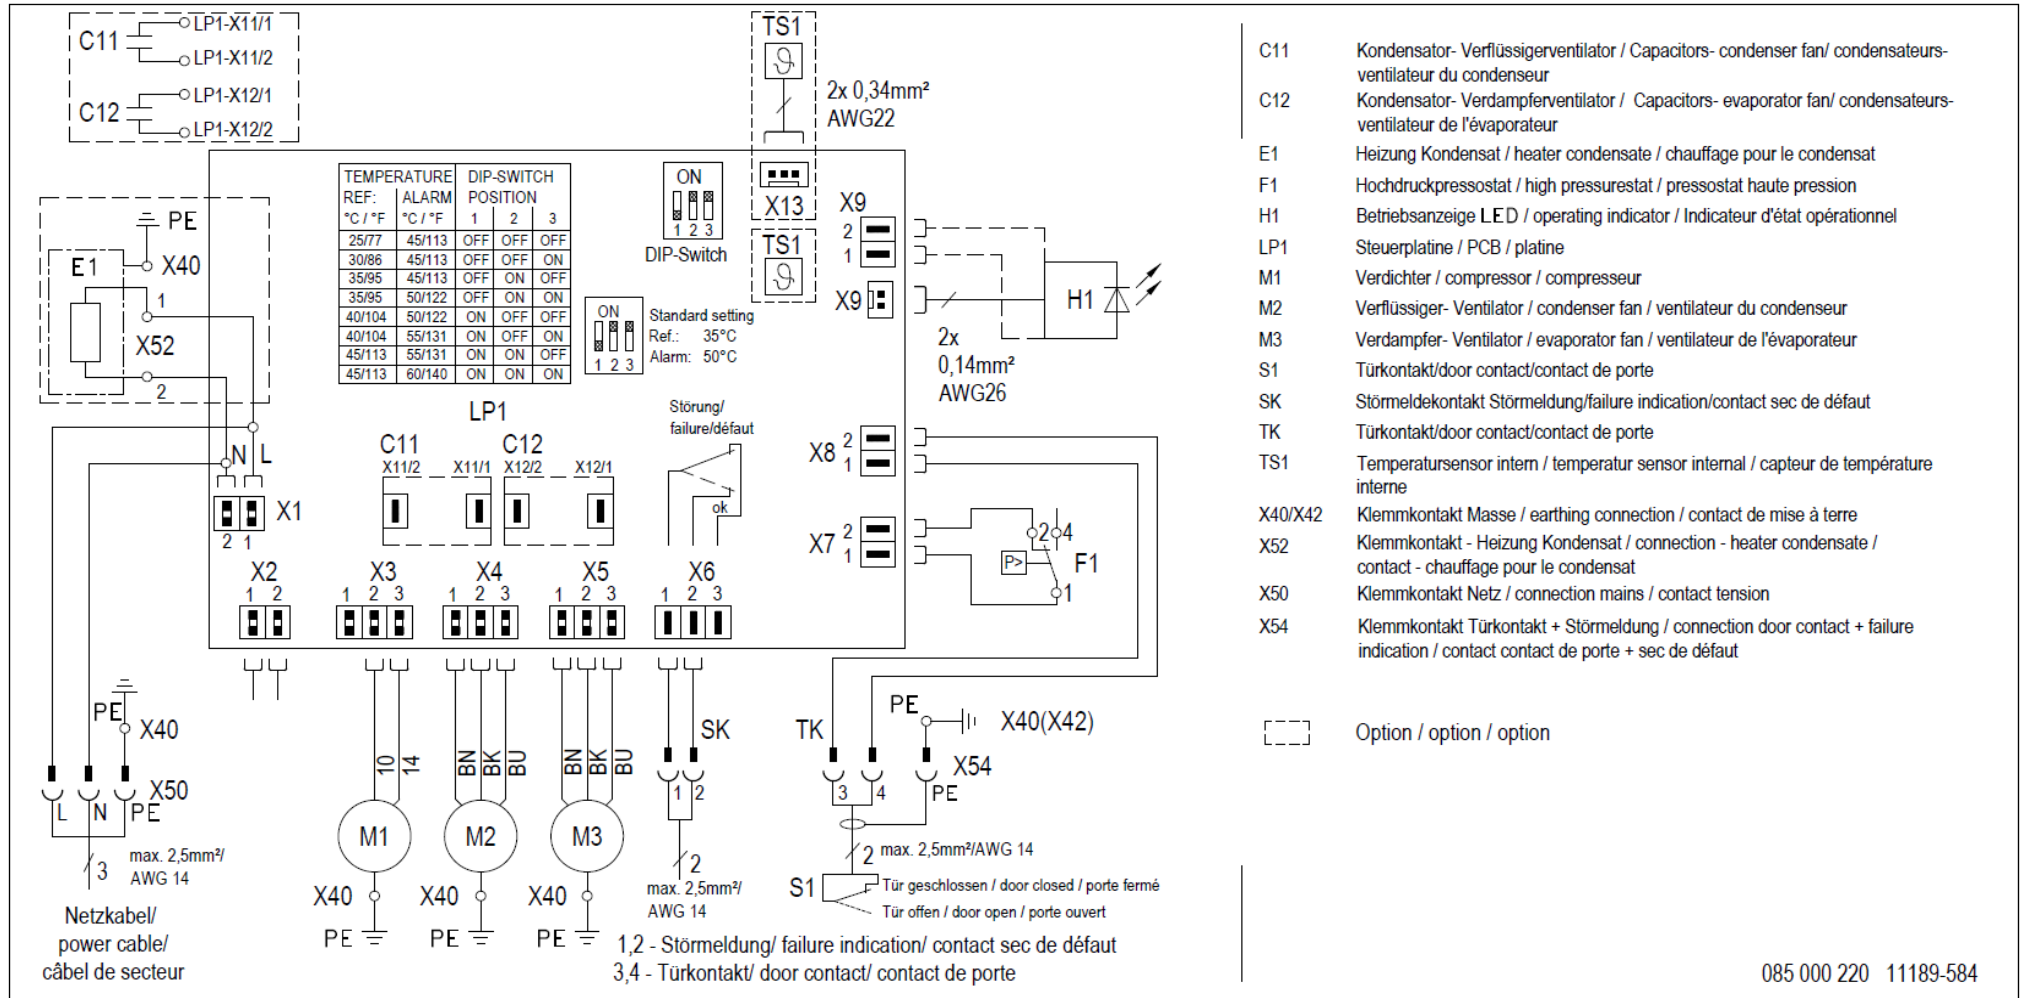 C11
LP1-X11/1
LP1-X11/2
C12
LP1-X12/1
LP1-X12/2
TS1
2x 0,34mm²
AWG22
X13
TS1
TEMPERATURE DIP-SWITCH
REF: ALARM POSITION
°C / °F °C / °F 1 2 3
25/77 45/113 OFF OFF OFF
30/86 45/113 OFF OFF ON
35/95 45/113 OFF ON OFF
35/95 50/122 OFF ON ON
40/104 50/122 ON OFF OFF
40/104 55/131 ON OFF ON
45/113 55/131 ON ON OFF
45/113 60/140 ON ON ON
ON
1 2 3
DIP-Switch
ON
1 2 3
Standard setting
Ref.: 35°C
Alarm: 50°C
PE
E1
X40
1
X52
2
N L
X1
2 1
X9
2
1
X9
H1
2x
0,14mm²
AWG26
LP1
C11
X11/2 X11/1
C12
X12/2 X12/1
Störung/
failure/défaut
ok
X8
2
1
X7
2
1
2 4
P>
F1
1
X2
1 2
X3
1 2 3
X4
1 2 3
X5
1 2 3
X6
1 2 3
PE
X40
X50
L N PE
3
max. 2,5mm²/
AWG 14
Netzkabel/
power cable/
câbel de secteur
10 14
M1
X40
PE
BN BK BU
M2
X40
PE
BN BK BU
M3
X40
PE
SK
1 2
2
max. 2,5mm²/
AWG 14
TK
3 4
PE
X40(X42)
X54
PE
2 max. 2,5mm²/AWG 14
S1
Tür geschlossen / door closed / porte fermé
Tür offen / door open / porte ouvert
1,2 - Störmeldung/ failure indication/ contact sec de défaut
3,4 - Türkontakt/ door contact/ contact de porte
C11 Kondensator- Verflüssigerventilator / Capacitors- condenser fan/ condensateurs-
ventilateur du condenseur
C12 Kondensator- Verdampferventilator / Capacitors- evaporator fan/ condensateurs-
ventilateur de l'évaporateur
E1 Heizung Kondensat / heater condensate / chauffage pour le condensat
F1 Hochdruckpressostat / high pressurestat / pressostat haute pression
H1 Betriebsanzeige LED / operating indicator / Indicateur d'état opérationnel
LP1 Steuerplatine / PCB / platine
M1 Verdichter / compressor / compresseur
M2 Verflüssiger- Ventilator / condenser fan / ventilateur du condenseur
M3 Verdampfer- Ventilator / evaporator fan / ventilateur de l'évaporateur
S1 Türkontakt/door contact/contact de porte
SK Störmeldekontakt Störmeldung/failure indication/contact sec de défaut
TK Türkontakt/door contact/contact de porte
TS1 Temperatursensor intern / temperatur sensor internal / capteur de température
interne
X40/X42 Klemmkontakt Masse / earthing connection / contact de mise à terre
X52 Klemmkontakt - Heizung Kondensat / connection - heater condensate /
contact - chauffage pour le condensat
X50 Klemmkontakt Netz / connection mains / contact tension
X54 Klemmkontakt Türkontakt + Störmeldung / connection door contact + failure
indication / contact contact de porte + sec de défaut
Option / option / option
085 000 220 11189-584